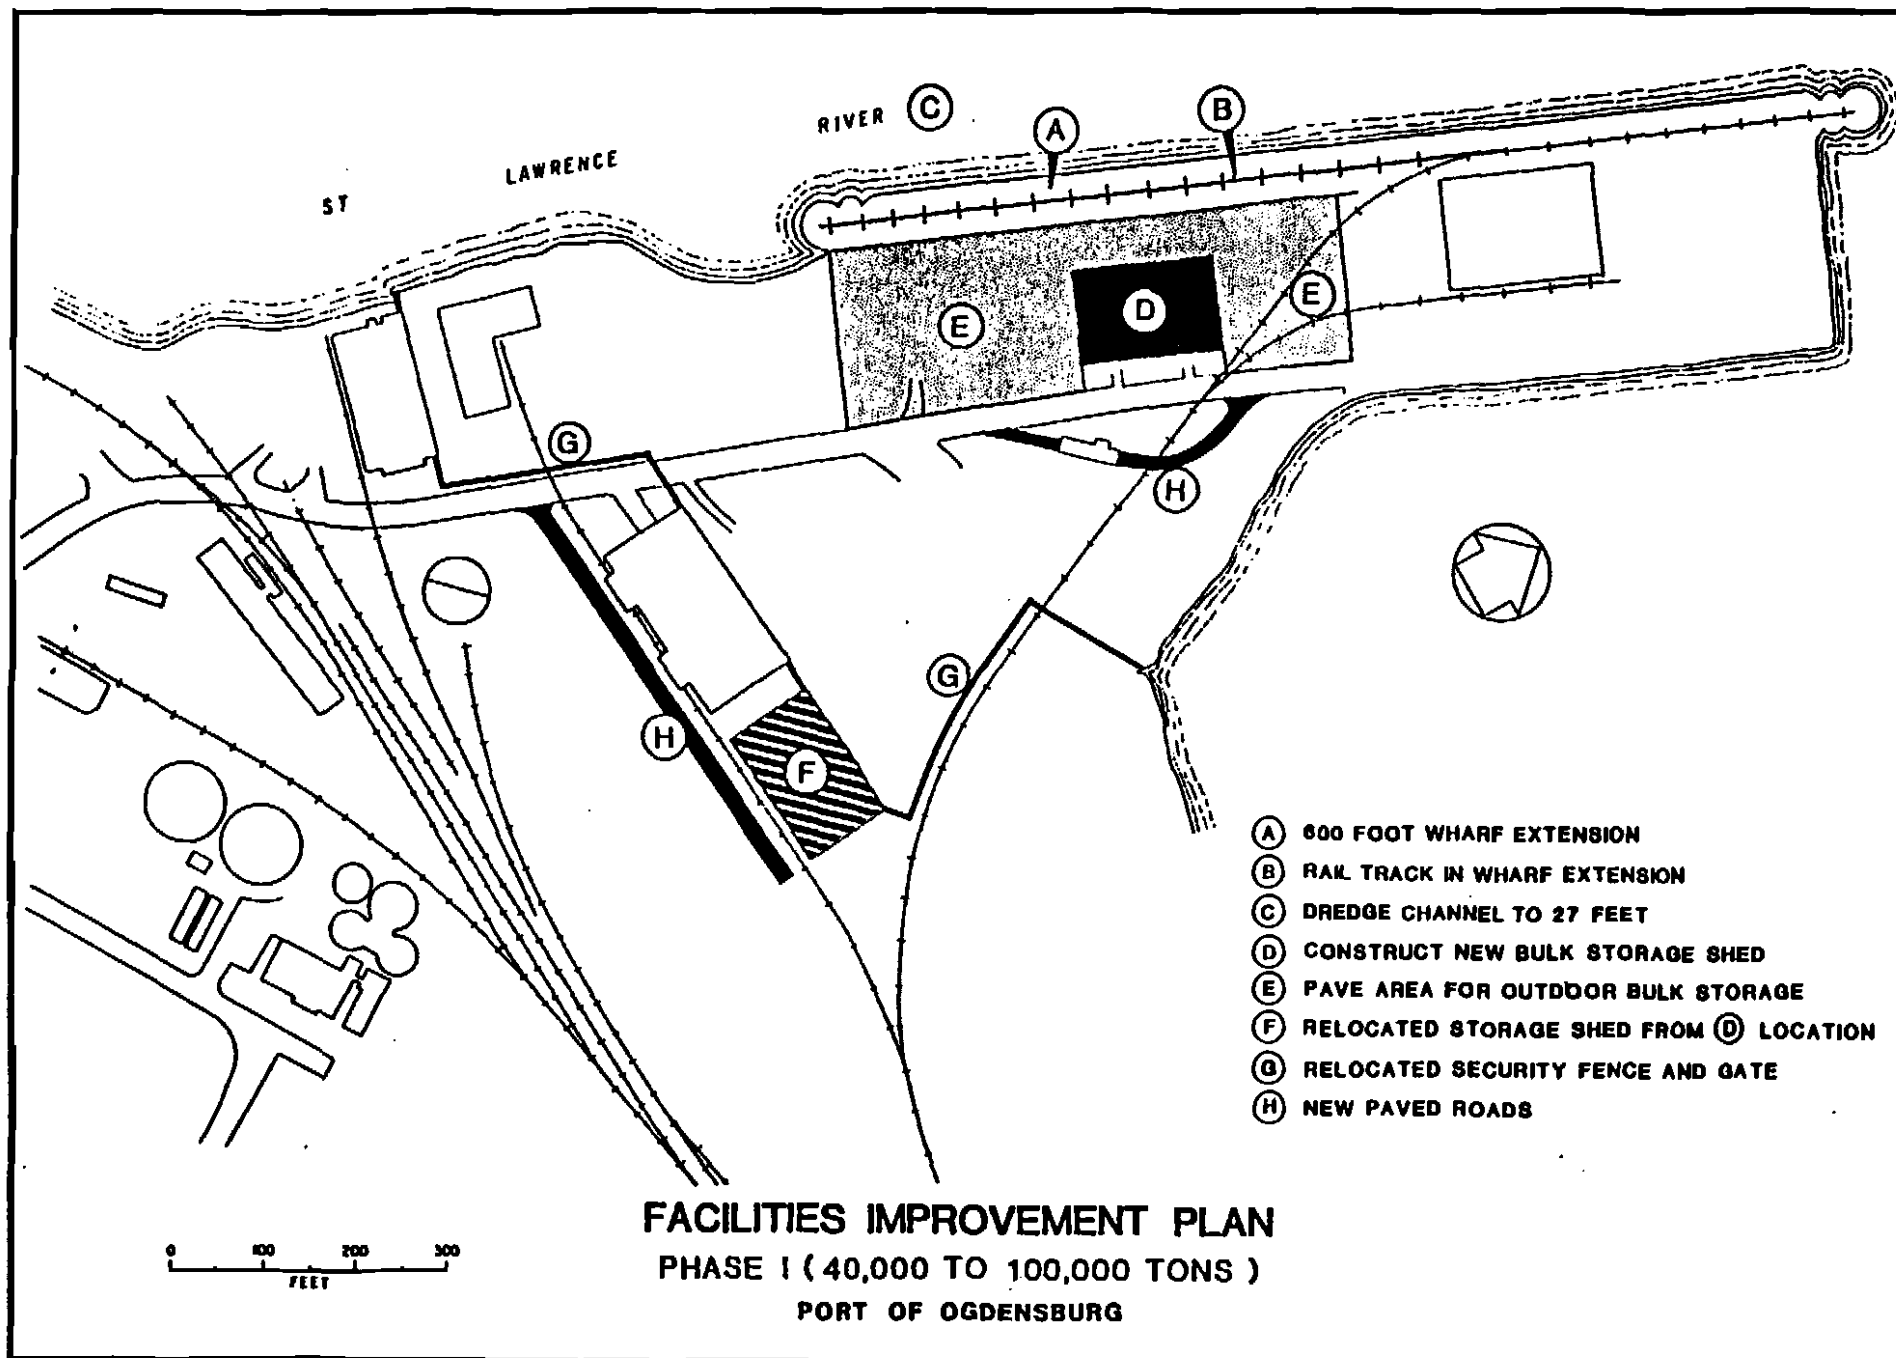 ST LAWRENCE RIVER
C
A
B
E
D
E
G
H
G
H
F
A 600 FOOT WHARF EXTENSION
B RAIL TRACK IN WHARF EXTENSION
C DREDGE CHANNEL TO 27 FEET
D CONSTRUCT NEW BULK STORAGE SHED
E PAVE AREA FOR OUTDOOR BULK STORAGE
F RELOCATED STORAGE SHED FROM D LOCATION
G RELOCATED SECURITY FENCE AND GATE
H NEW PAVED ROADS
0 100 200 300
FEET
FACILITIES IMPROVEMENT PLAN
PHASE I ( 40,000 TO 100,000 TONS )
PORT OF OGDENSBURG